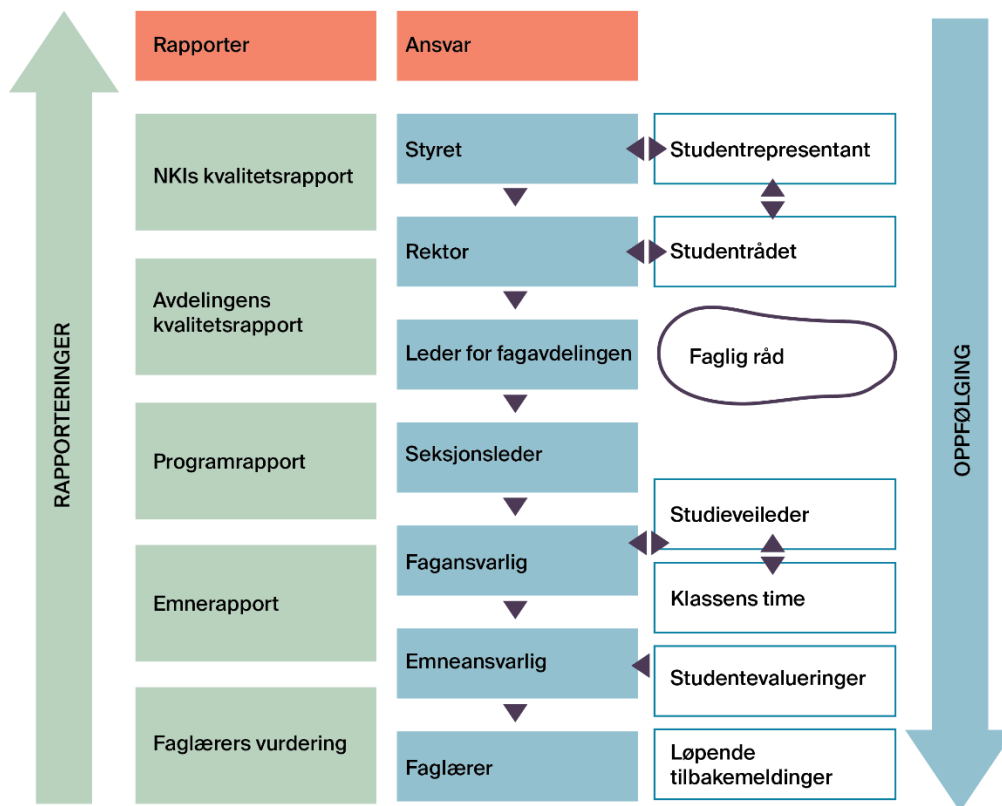 RAPPORTERINGER
Rapporter
NKIs kvalitetsrapport
Avdelingens
kvalitetsrapport
Programrapport
Emnerapport
Faglærers vurdering
Ansvar
Styret
Rektor
Leder for fagavdelingen
Seksjonsleder
Fagansvarlig
Emneansvarlig
Faglærer
Studentrepresentant
Studentrådet
Faglig råd
Studieveileder
Klassens time
Studentevalueringer
Løpende
tilbakemeldinger
OPPFØLGING